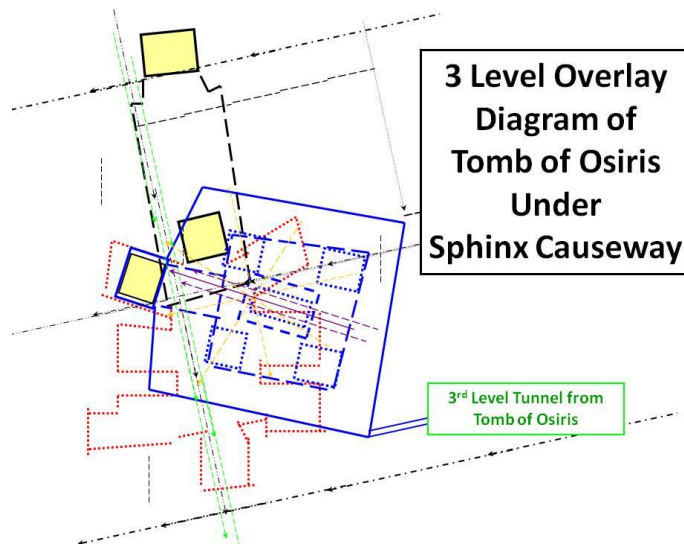 3 Level Overlay
Diagram of
Tomb of Osiris
Under
Sphinx Causeway
3rd Level Tunnel from
Tomb of Osiris